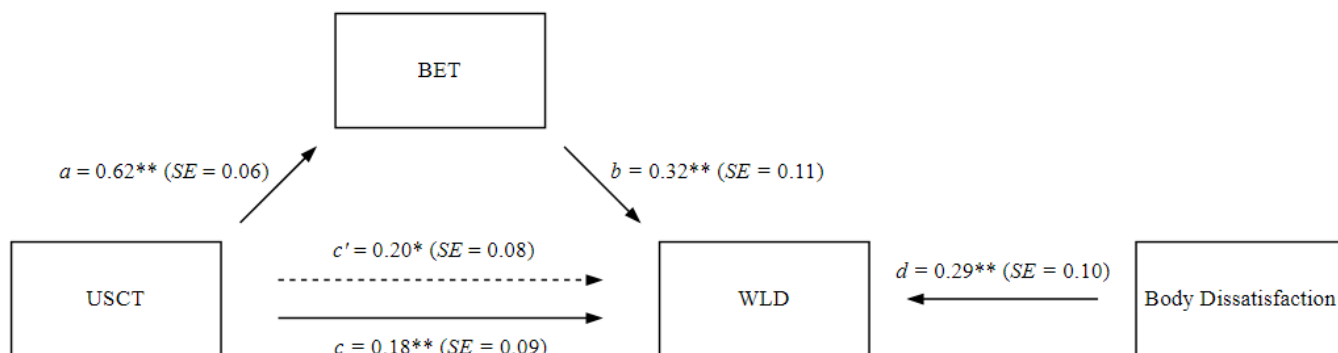 BET
a = 0.62** (SE = 0.06)
b = 0.32** (SE = 0.11)
c' = 0.20* (SE = 0.08)
d = 0.29** (SE = 0.10)
USCT
WLD
Body Dissatisfaction
c = 0.18** (SE = 0.09)